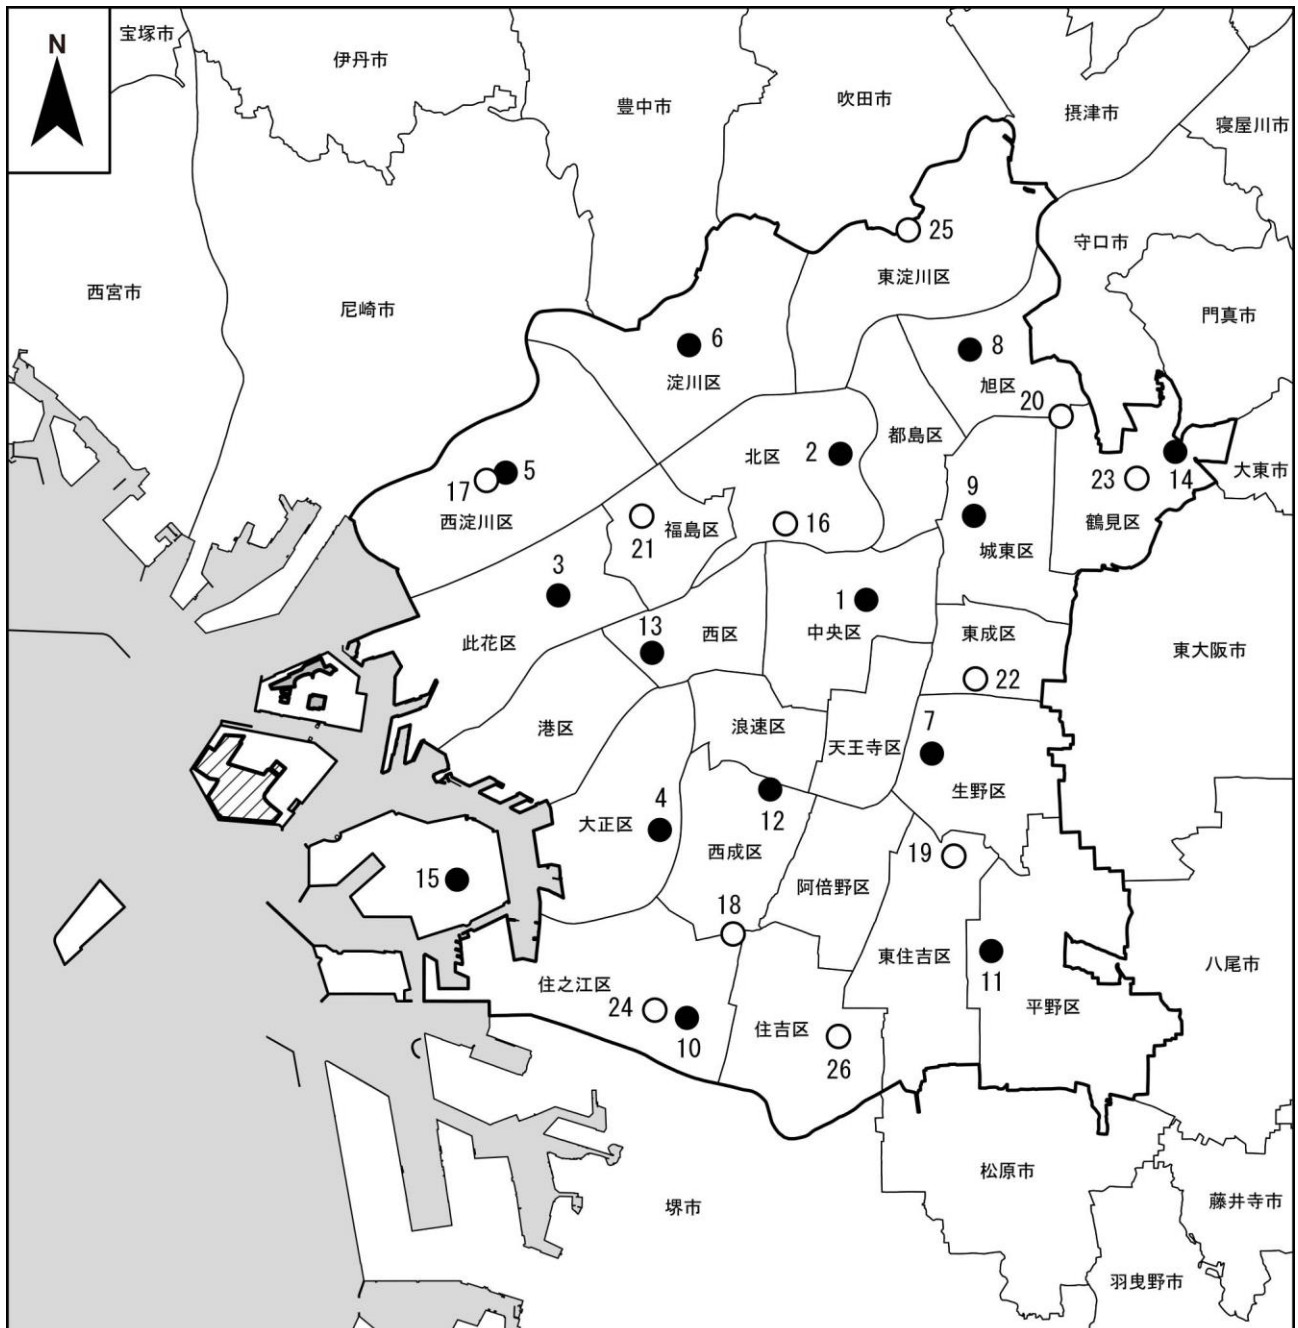 N
宝塚市
伊丹市
豊中市
吹田市
摂津市
寝屋川市
西宮市
尼崎市
25
守口市
東淀川区
門真市
6
淀川区
8
旭区
20
都島区
2
北区
5
17
西淀川区
大東市
23
14
鶴見区
9
城東区
福島区
21
16
3
此花区
1
中央区
13
西区
東成区
22
東大阪市
港区
浪速区
天王寺区
7
生野区
4
大正区
12
西成区
19
15
阿倍野区
18
東住吉区
11
八尾市
住之江区
24
10
住吉区
26
平野区
松原市
堺市
藤井寺市
羽曳野市